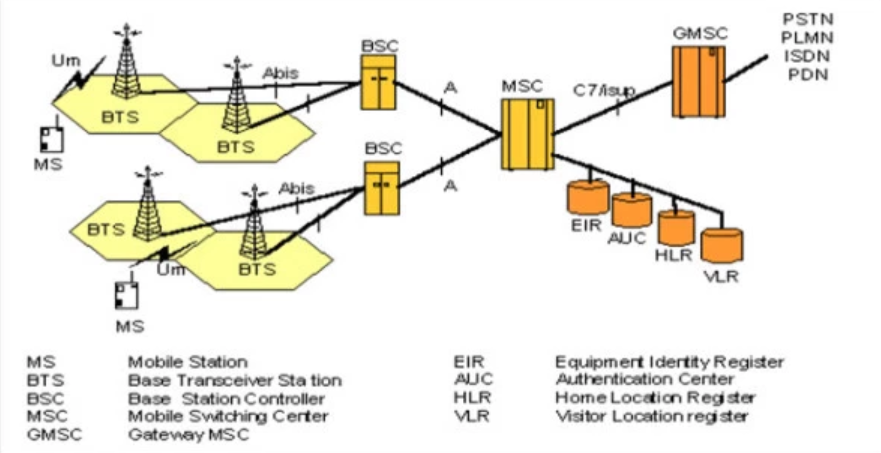 PSTN
PLMN
ISDN
PDN
GMSC
BSC
Um
Abis
A
MSC
C7/isup
BTS
BTS
MS
BSC
Abis
A
BTS
Um
BTS
MS
EIR
AUC
HLR
VLR
MS Mobile Station
BTS Base Transceiver Station
BSC Base Station Controller
MSC Mobile Switching Center
GMSC Gateway MSC
EIR Equipment Identity Register
AUC Authentication Center
HLR Home Location Register
VLR Visitor Location register